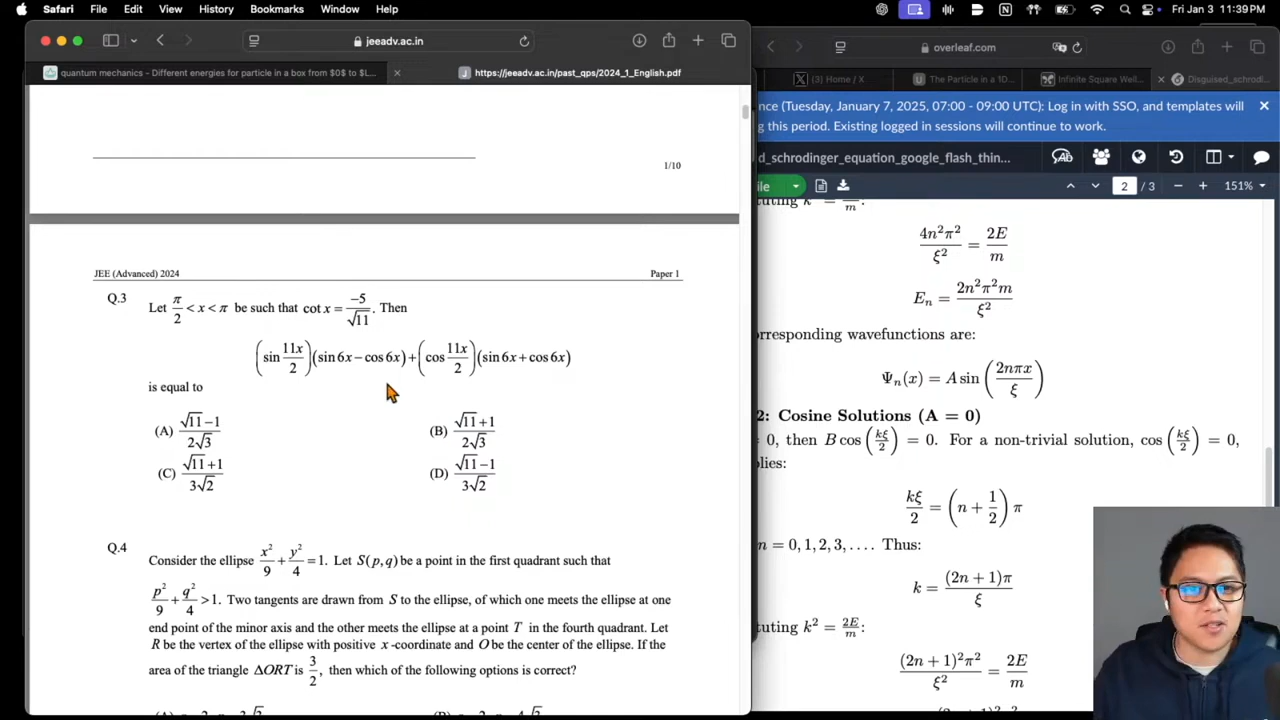 Safari File Edit View History Bookmarks Window Help
Fri Jan 3 11:39 PM
jeeadv.ac.in
quantum mechanics - Different energies for particle in a box from $0$ to $L...
https://jeeadv.ac.in/past_qps/2024_1_English.pdf
1/10
JEE (Advanced) 2024 Paper 1
Q.3
Let π/2 < x < π be such that cot x = −5/√11. Then
(sin 11x/2)(sin 6x − cos 6x) + (cos 11x/2)(sin 6x + cos 6x)
is equal to
(A) √11 −1 / 2√3
(B) √11 +1 / 2√3
(C) √11 +1 / 3√2
(D) √11 −1 / 3√2
Q.4
Consider the ellipse x²/9 + y²/4 = 1. Let S(p,q) be a point in the first quadrant such that
p²/9 + q²/4 > 1. Two tangents are drawn from S to the ellipse, of which one meets the ellipse at one
end point of the minor axis and the other meets the ellipse at a point T in the fourth quadrant. Let
R be the vertex of the ellipse with positive x-coordinate and O be the center of the ellipse. If the
area of the triangle ΔORT is 3/2, then which of the following options is correct?
overleaf.com
(3) Home / X
The Particle in a 1D...
Infinite Square Wel...
Disguised_schrodi...
nce (Tuesday, January 7, 2025, 07:00 - 09:00 UTC): Log in with SSO, and templates will
g this period. Existing logged in sessions will continue to work.
d_schrodinger_equation_google_flash_thin...
ile
2 / 3
151%
4n²π²/ξ² = 2E/m
Eₙ = 2n²π²m/ξ²
rresponding wavefunctions are:
Ψₙ(x) = A sin (2nπx/ξ)
2: Cosine Solutions (A = 0)
= 0, then B cos (kξ/2) = 0. For a non-trivial solution, cos (kξ/2) = 0,
plies:
kξ/2 = (n + 1/2) π
n = 0, 1, 2, 3, .... Thus:
k = (2n + 1)π/ξ
tuting k² = 2E/m:
(2n + 1)²π²/ξ² = 2E/m